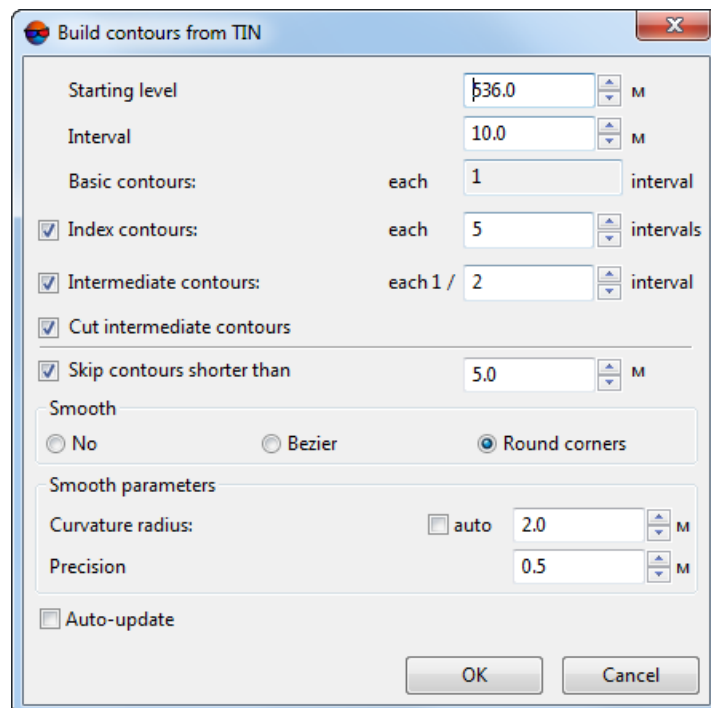 Build contours from TIN
Starting level 536.0 м
Interval 10.0 м
Basic contours: each 1 interval
Index contours: each 5 intervals
Intermediate contours: each 1 / 2 interval
Cut intermediate contours
Skip contours shorter than 5.0 м
Smooth
No Bezier Round corners
Smooth parameters
Curvature radius: auto 2.0 м
Precision 0.5 м
Auto-update
OK Cancel